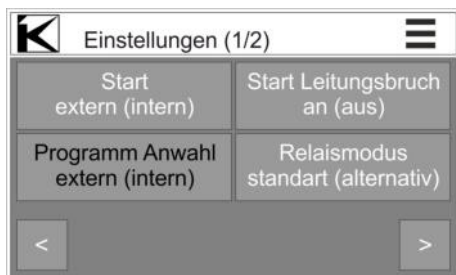 K Einstellungen (1/2)
Start
extern (intern)
Start Leitungsbruch
an (aus)
Programm Anwahl
extern (intern)
Relaismodus
standart (alternativ)
< >